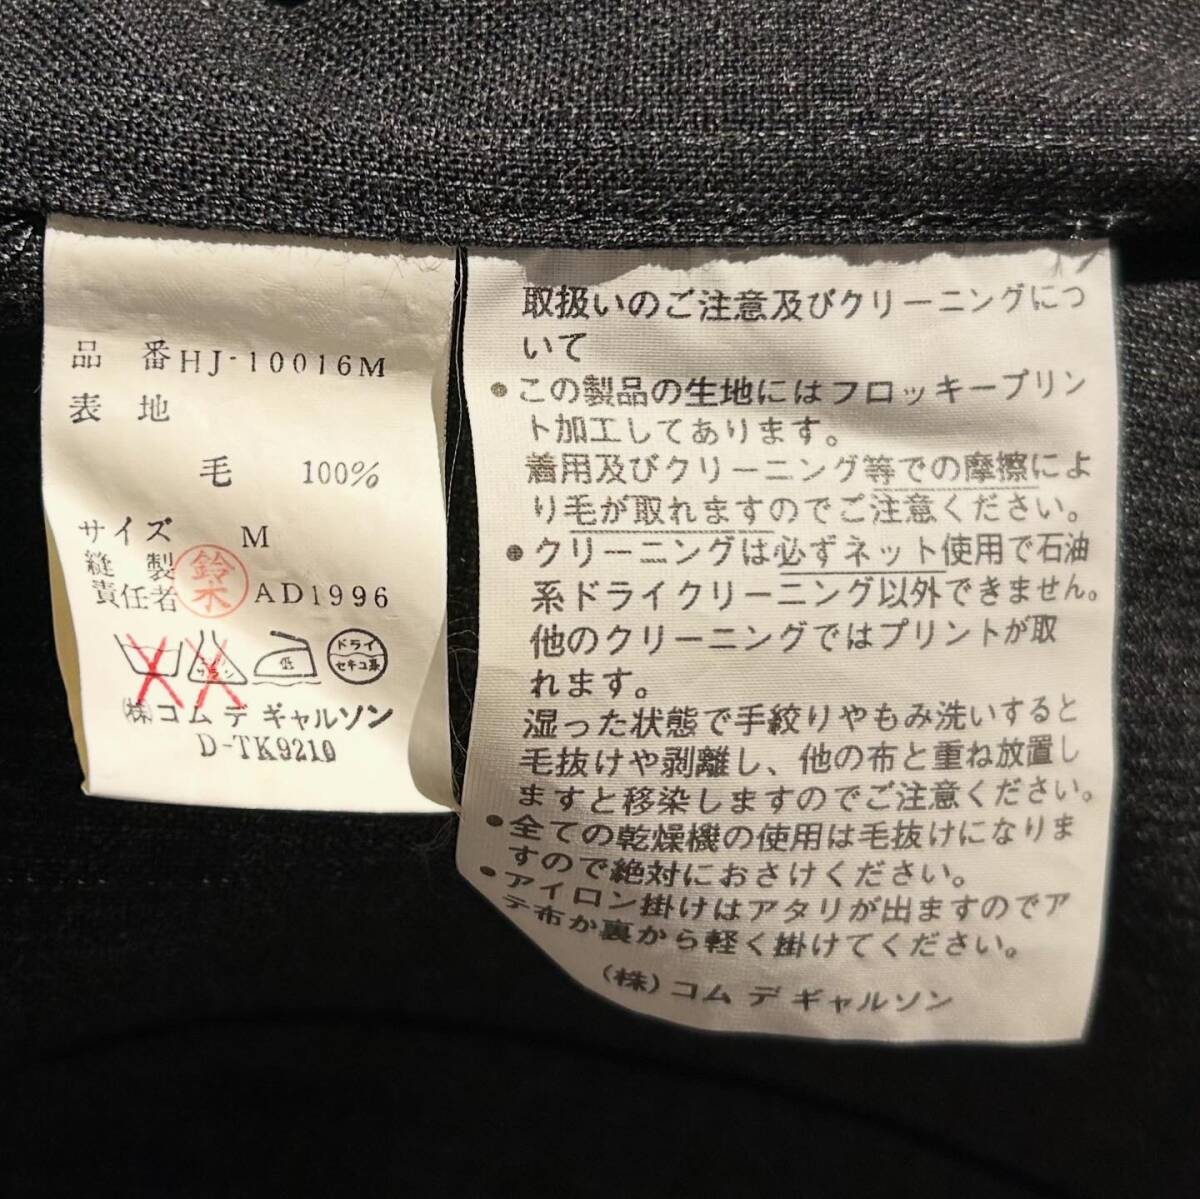 品 番 HJ-10016M
表 地
毛 100%
サイズ M
縫 製
責任者 鈴木 AD1996
低 ドライ セキユ系
㈱コム デ ギャルソン
D-TK9210
取扱いのご注意及びクリーニングにつ
いて
●この製品の生地にはフロッキープリン
ト加工してあります。
着用及びクリーニング等での摩擦によ
り毛が取れますのでご注意ください。
●クリーニングは必ずネット使用で石油
系ドライクリーニング以外できません。
他のクリーニングではプリントが取
れます。
湿った状態で手絞りやもみ洗いすると
毛抜けや剥離し、他の布と重ね放置し
ますと移染しますのでご注意ください。
●全ての乾燥機の使用は毛抜けになりま
すので絶対におさけください。
●アイロン掛けはアタリが出ますのでア
テ布か裏から軽く掛けてください。
(株)コム デ ギャルソン